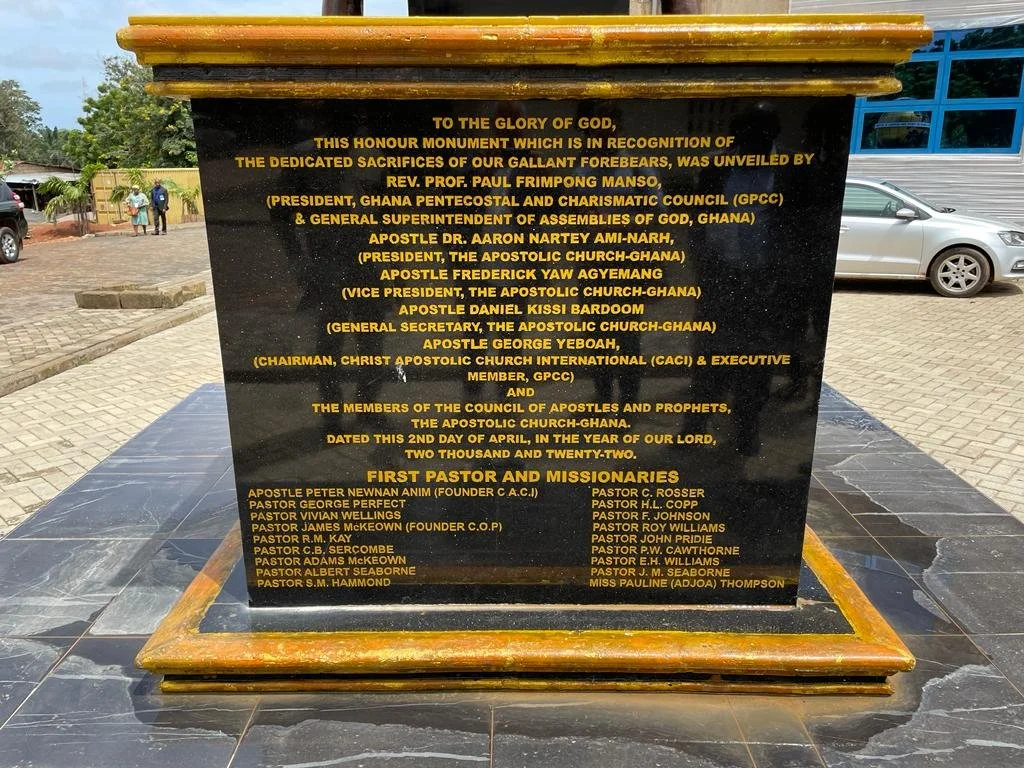 TO THE GLORY OF GOD,
THIS HONOUR MONUMENT WHICH IS IN RECOGNITION OF
THE DEDICATED SACRIFICES OF OUR GALLANT FOREBEARS, WAS UNVEILED BY
REV. PROF. PAUL FRIMPONG MANSO,
(PRESIDENT, GHANA PENTECOSTAL AND CHARISMATIC COUNCIL (GPCC)
& GENERAL SUPERINTENDENT OF ASSEMBLIES OF GOD, GHANA)
APOSTLE DR. AARON NARTEY AMI-NARH,
(PRESIDENT, THE APOSTOLIC CHURCH-GHANA)
APOSTLE FREDERICK YAW AGYEMANG
(VICE PRESIDENT, THE APOSTOLIC CHURCH-GHANA)
APOSTLE DANIEL KISSI BARDOOM
(GENERAL SECRETARY, THE APOSTOLIC CHURCH-GHANA)
APOSTLE GEORGE YEBOAH,
(CHAIRMAN, CHRIST APOSTOLIC CHURCH INTERNATIONAL (CACI) & EXECUTIVE
MEMBER, GPCC)
AND
THE MEMBERS OF THE COUNCIL OF APOSTLES AND PROPHETS,
THE APOSTOLIC CHURCH-GHANA.
DATED THIS 2ND DAY OF APRIL, IN THE YEAR OF OUR LORD,
TWO THOUSAND AND TWENTY-TWO.
FIRST PASTOR AND MISSIONARIES
APOSTLE PETER NEWNAN ANIM (FOUNDER C.A.C.I)
PASTOR GEORGE PERFECT
PASTOR VIVIAN WELLINGS
PASTOR JAMES McKEOWN (FOUNDER C.O.P)
PASTOR R.M. KAY
PASTOR C.B. SERCOMBE
PASTOR ADAMS McKEOWN
PASTOR ALBERT SEABORNE
PASTOR S.M. HAMMOND
PASTOR C. ROSSER
PASTOR H.L. COPP
PASTOR F. JOHNSON
PASTOR ROY WILLIAMS
PASTOR JOHN PRIDIE
PASTOR P.W. CAWTHORNE
PASTOR E.H. WILLIAMS
PASTOR J. M. SEABORNE
MISS PAULINE (ADJOA) THOMPSON